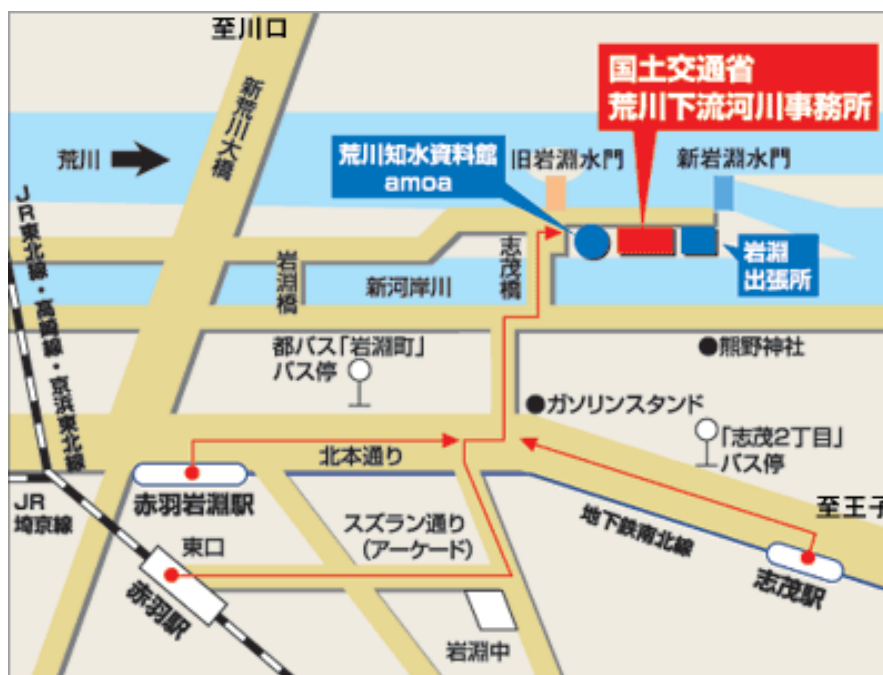 至川口
新荒川大橋
国土交通省
荒川下流河川事務所
荒川
荒川知水資料館
amoa
旧岩淵水門
新岩淵水門
JR東北線・高崎線・京浜東北線
岩淵橋
新河岸川
志茂橋
岩淵
出張所
都バス「岩淵町」
バス停
熊野神社
ガソリンスタンド
「志茂2丁目」
バス停
北本通り
赤羽岩淵駅
JR
埼京線
東口
スズラン通り
(アーケード)
地下鉄南北線
至王子
志茂駅
赤羽駅
岩淵中